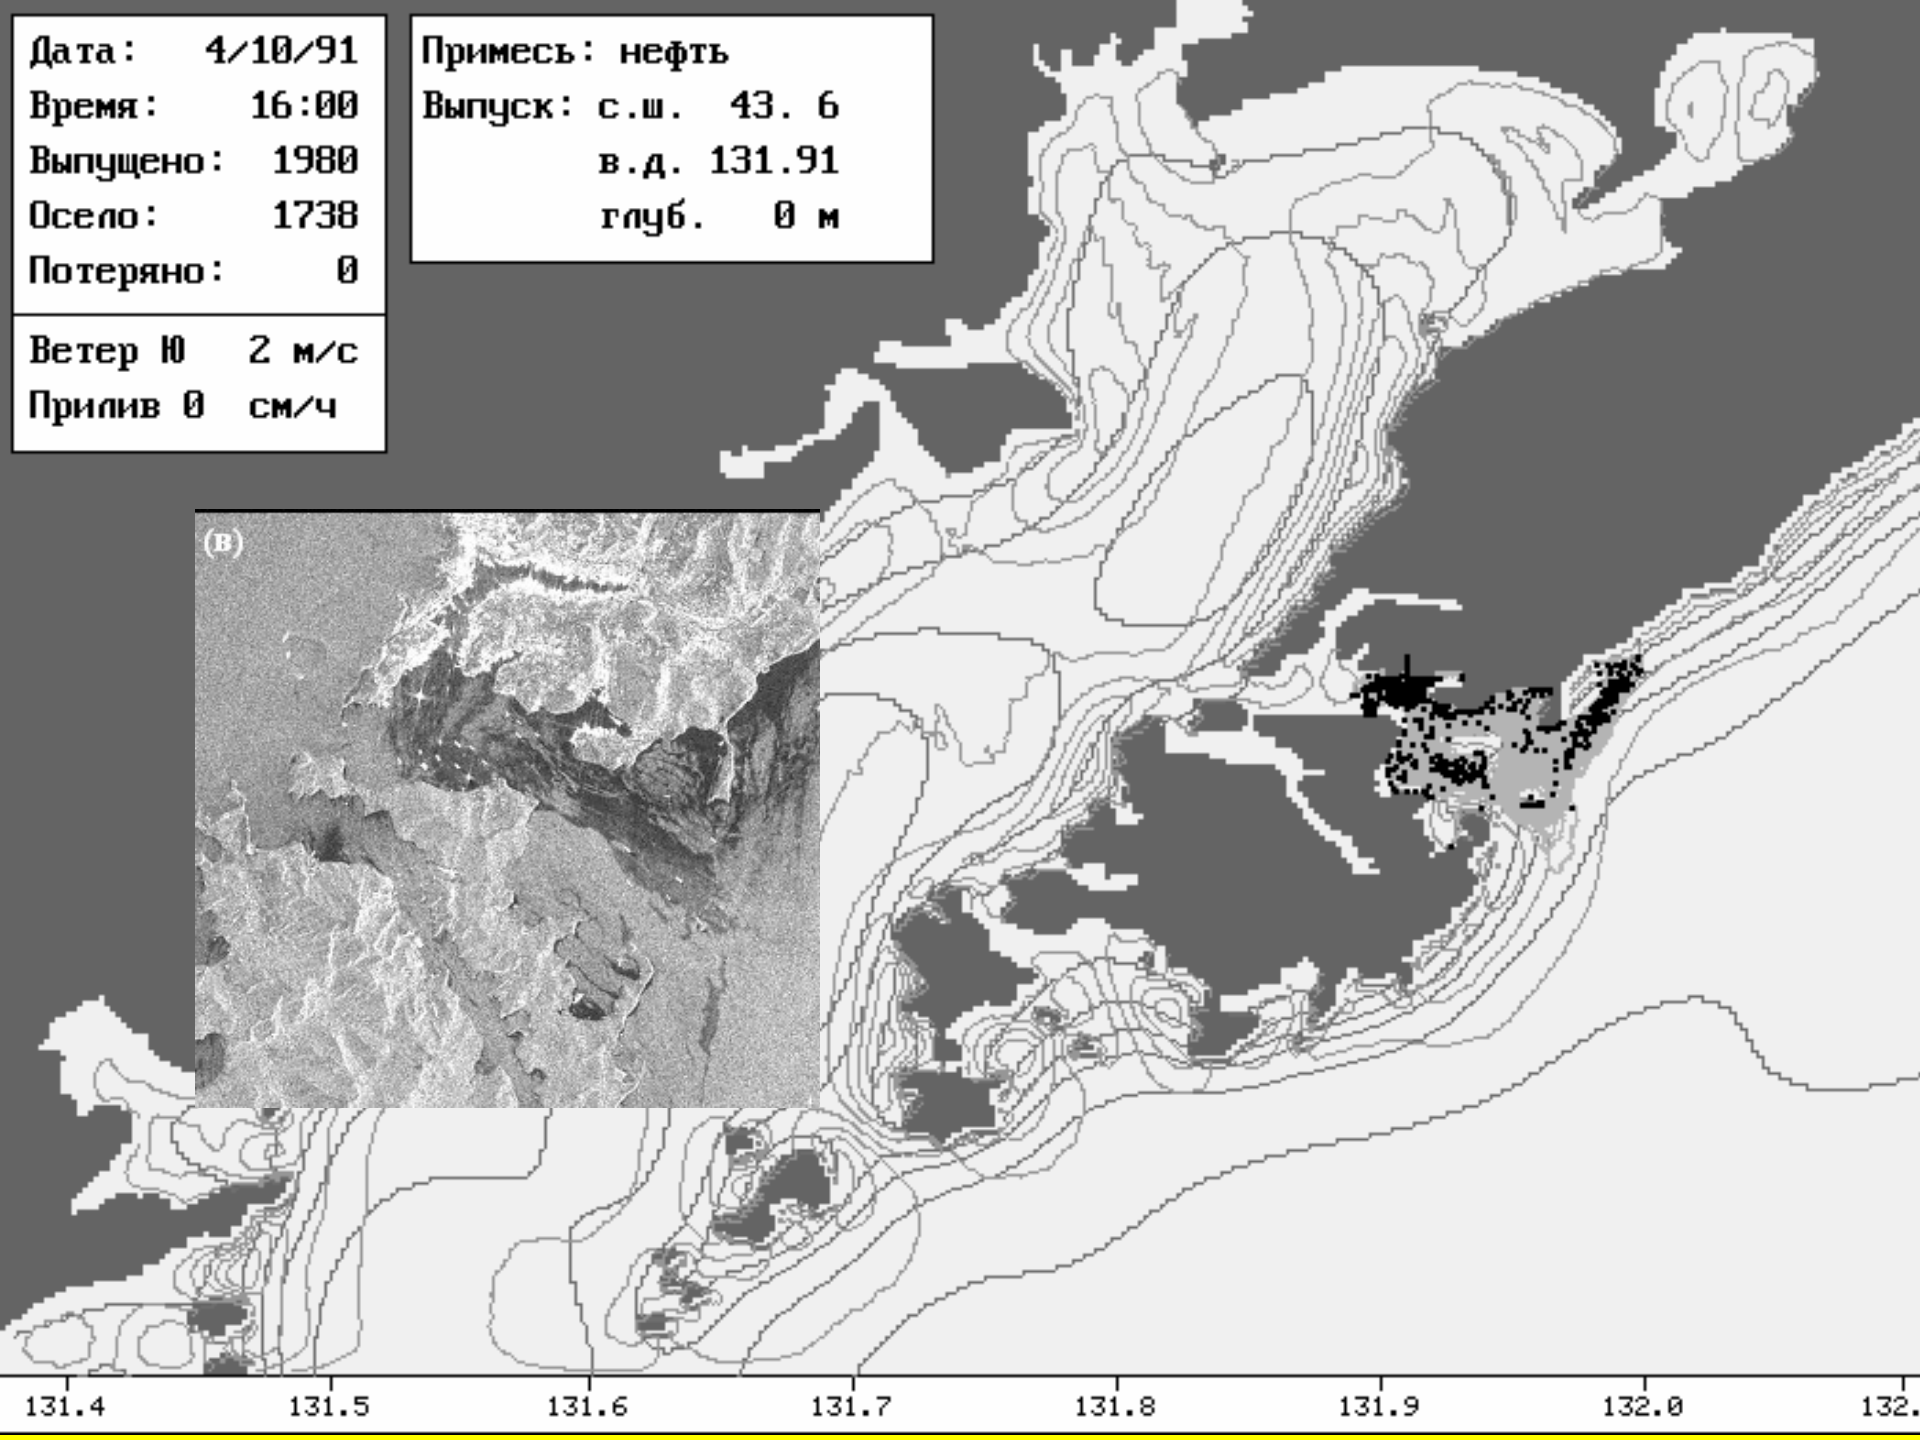 Дата: 4/10/91
Время: 16:00
Выпущено: 1980
Осело: 1738
Потеряно: 0
Ветер Ю 2 м/с
Прилив 0 см/ч
Примесь: нефть
Выпуск: с.ш. 43. 6
в.д. 131.91
глуб. 0 м
(в)
131.4 131.5 131.6 131.7 131.8 131.9 132.0 132.